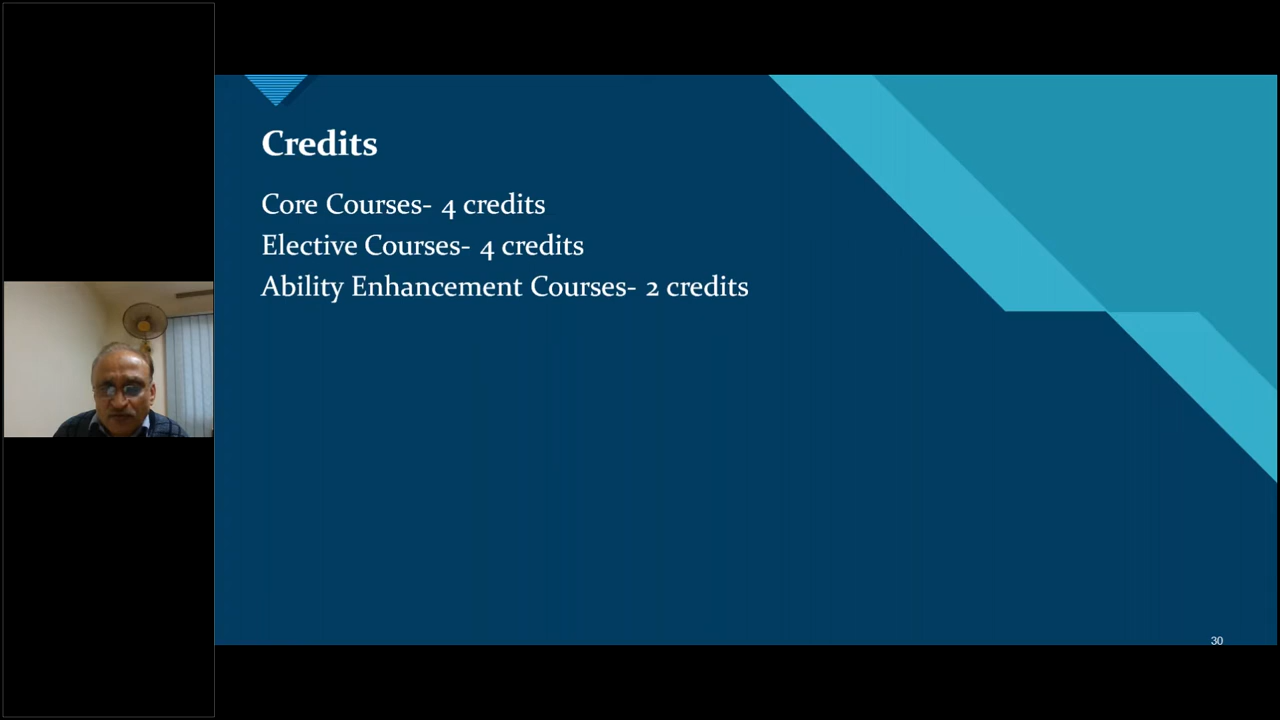 Credits
Core Courses- 4 credits
Elective Courses- 4 credits
Ability Enhancement Courses- 2 credits
30